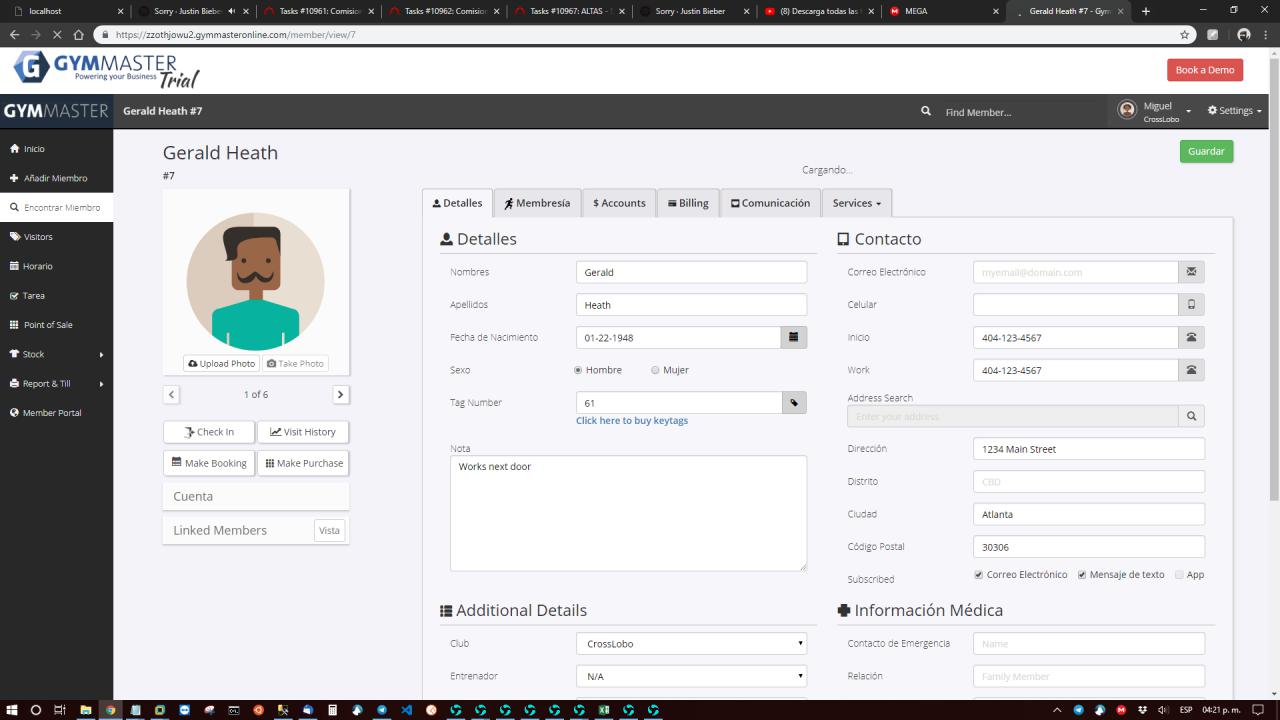 localhost
Sorry - Justin Bieber
Tasks #10961: Comision
Tasks #10962: Comision
Tasks #10967: ALTAS -
Sorry - Justin Bieber
(8) Descarga todas las
MEGA
Gerald Heath #7 - Gym
https://zzothjowu2.gymmasteronline.com/member/view/7
GYMMASTER
Powering your Business
Trial
Book a Demo
GYMMASTER
Gerald Heath #7
Find Member...
Miguel
CrossLobo
Settings
Inicio
Añadir Miembro
Encontrar Miembro
Visitors
Horario
Tarea
Point of Sale
Stock
Report & Till
Member Portal
Gerald Heath
#7
Cargando...
Guardar
Upload Photo
Take Photo
1 of 6
Check In
Visit History
Make Booking
Make Purchase
Cuenta
Linked Members
Vista
Detalles
Membresía
$ Accounts
Billing
Comunicación
Services
Detalles
Nombres
Gerald
Apellidos
Heath
Fecha de Nacimiento
01-22-1948
Sexo
Hombre
Mujer
Tag Number
61
Click here to buy keytags
Nota
Works next door
Additional Details
Club
CrossLobo
Entrenador
N/A
Contacto
Correo Electrónico
myemail@domain.com
Celular
Inicio
404-123-4567
Work
404-123-4567
Address Search
Enter your address
Dirección
1234 Main Street
Distrito
CBD
Ciudad
Atlanta
Código Postal
30306
Subscribed
Correo Electrónico
Mensaje de texto
App
Información Médica
Contacto de Emergencia
Name
Relación
Family Member
ESP
04:21 p. m.